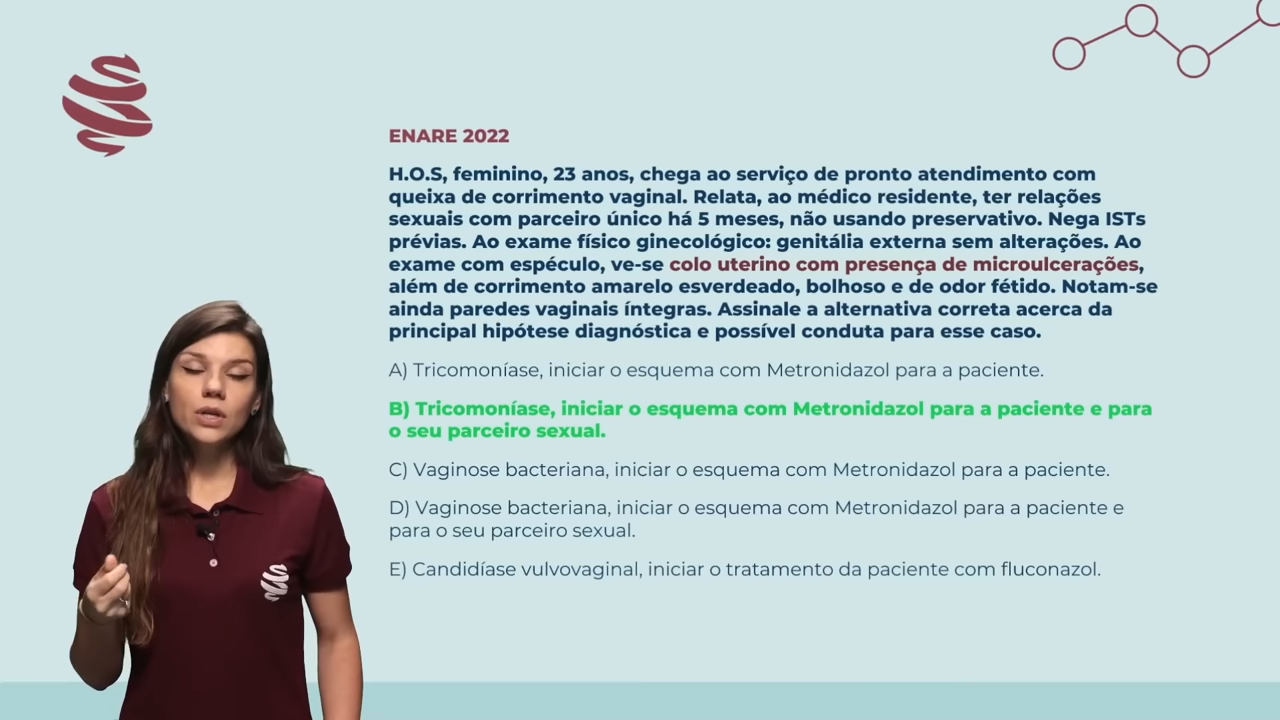 ENARE 2022
H.O.S, feminino, 23 anos, chega ao serviço de pronto atendimento com
queixa de corrimento vaginal. Relata, ao médico residente, ter relações
sexuais com parceiro único há 5 meses, não usando preservativo. Nega ISTs
prévias. Ao exame físico ginecológico: genitália externa sem alterações. Ao
exame com espéculo, ve-se colo uterino com presença de microulcerações,
além de corrimento amarelo esverdeado, bolhoso e de odor fétido. Notam-se
ainda paredes vaginais íntegras. Assinale a alternativa correta acerca da
principal hipótese diagnóstica e possível conduta para esse caso.
A) Tricomoníase, iniciar o esquema com Metronidazol para a paciente.
B) Tricomoníase, iniciar o esquema com Metronidazol para a paciente e para
o seu parceiro sexual.
C) Vaginose bacteriana, iniciar o esquema com Metronidazol para a paciente.
D) Vaginose bacteriana, iniciar o esquema com Metronidazol para a paciente e
para o seu parceiro sexual.
E) Candidíase vulvovaginal, iniciar o tratamento da paciente com fluconazol.